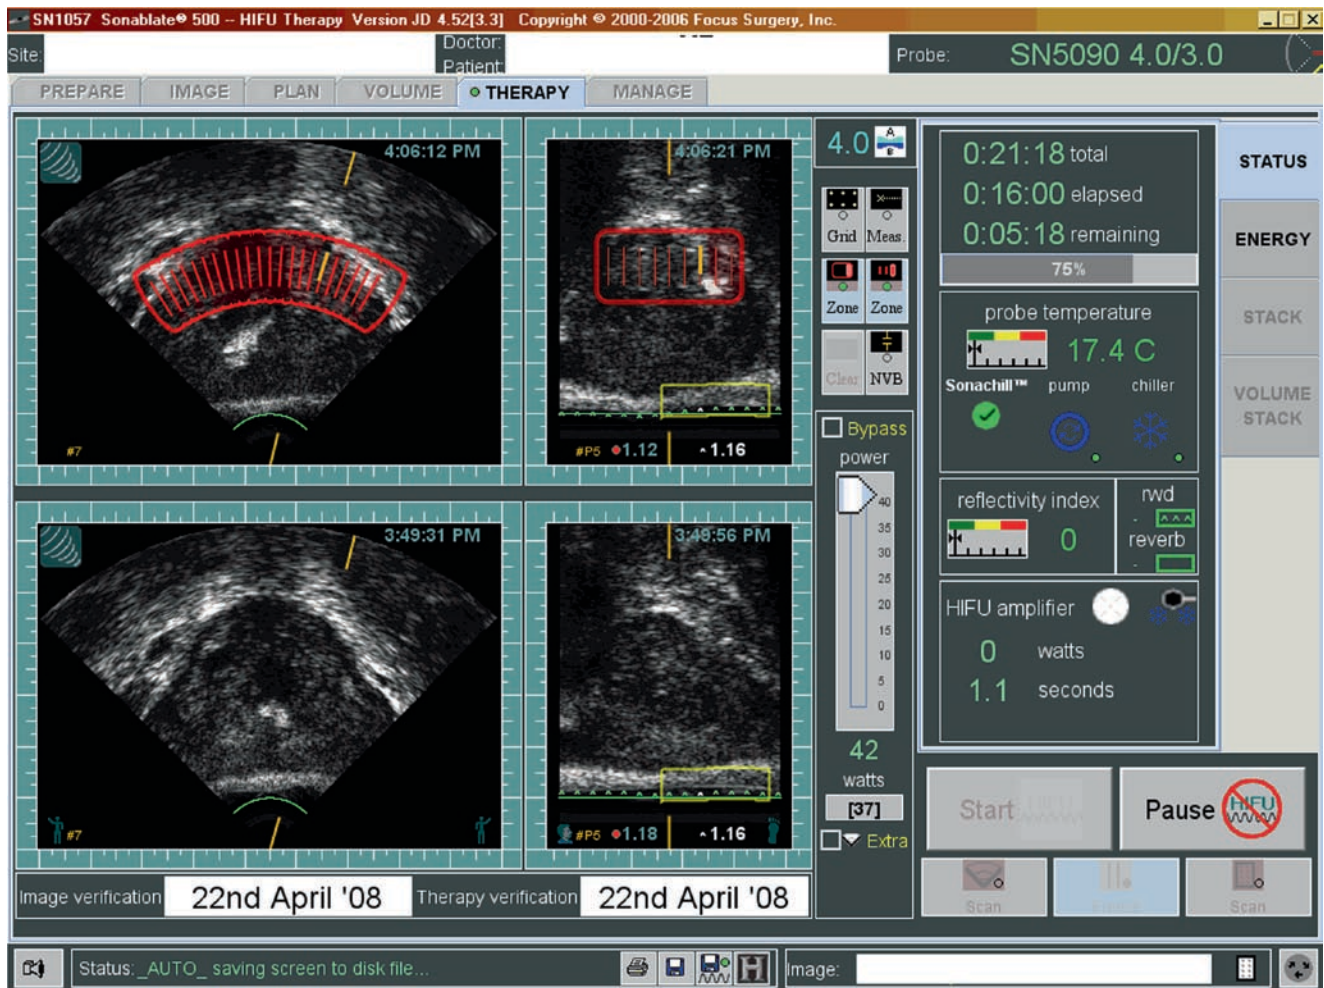 SN1057 Sonablate® 500 -- HIFU Therapy Version JD 4.52[3.3] Copyright © 2000-2006 Focus Surgery, Inc.
Site:
Doctor:
Patient:
Probe: SN5090 4.0/3.0
PREPARE IMAGE PLAN VOLUME THERAPY MANAGE
4:06:12 PM
#7
4:06:21 PM
#P5 1.12 ^1.16
3:49:31 PM
#7
3:49:56 PM
#P5 1.18 ^1.16
Image verification 22nd April '08 Therapy verification 22nd April '08
4.0
Grid Meas.
Zone Zone
Clear NVB
Bypass
power
40
35
30
25
20
15
10
5
0
42
watts
[37]
Extra
0:21:18 total
0:16:00 elapsed
0:05:18 remaining
75%
probe temperature
17.4 C
Sonachill™ pump chiller
reflectivity index
0
rwd
reverb
HIFU amplifier
0 watts
1.1 seconds
STATUS
ENERGY
STACK
VOLUME
STACK
Start
Pause HIFU
Scan
Scan
Status:_AUTO_ saving screen to disk file...
H
Image: